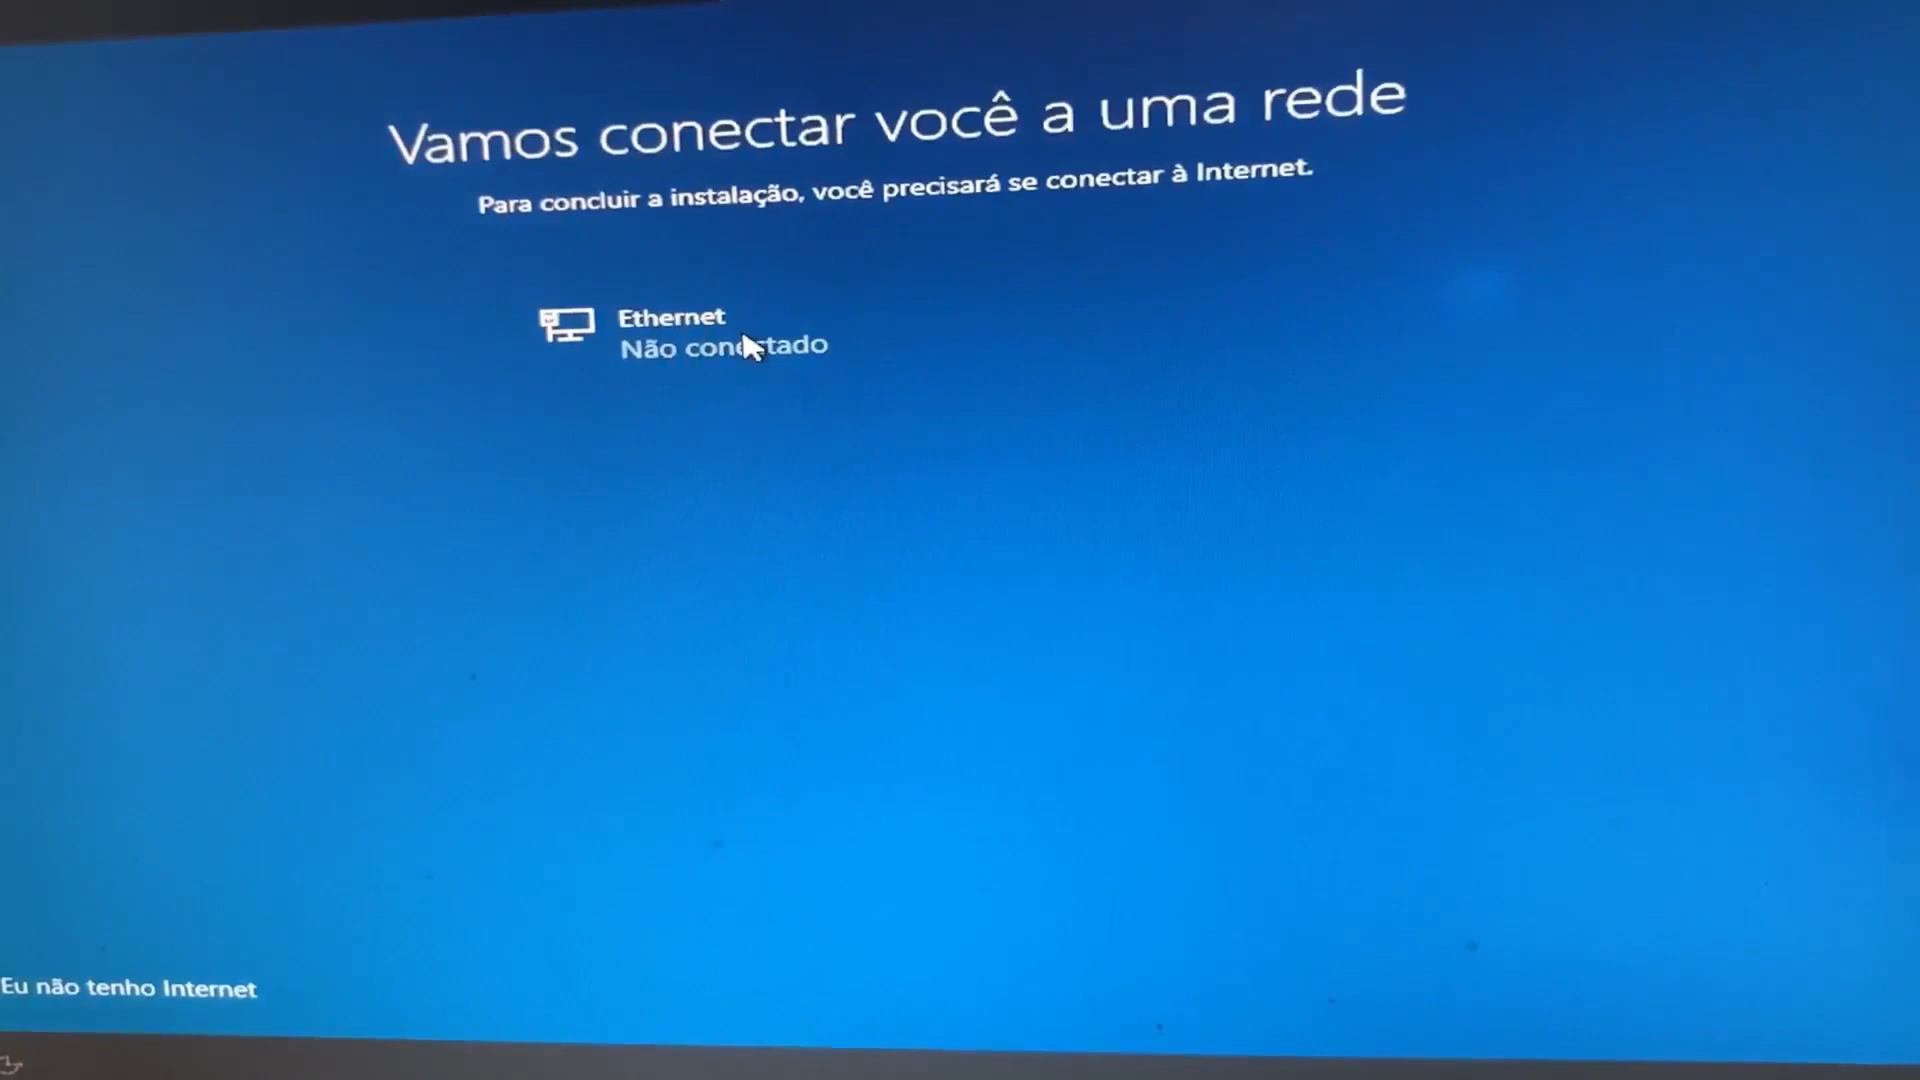 Vamos conectar você a uma rede
Para concluir a instalação, você precisará se conectar à Internet.
Ethernet
Não conectado
Eu não tenho Internet